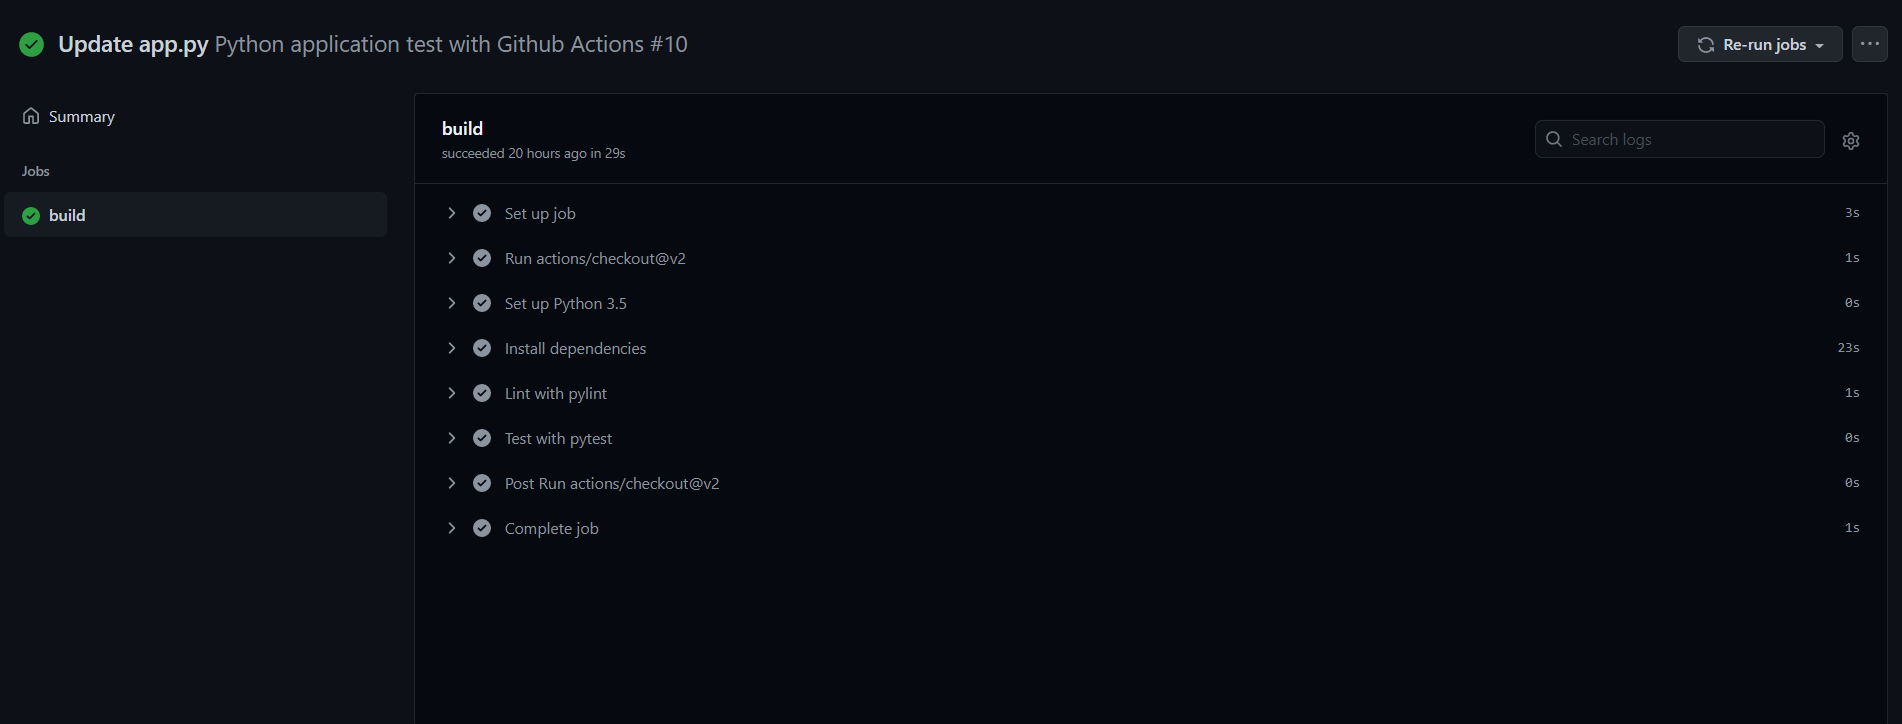 Update app.py Python application test with Github Actions #10
Re-run jobs
Summary
Jobs
build
build
succeeded 20 hours ago in 29s
Search logs
Set up job 3s
Run actions/checkout@v2 1s
Set up Python 3.5 0s
Install dependencies 23s
Lint with pylint 1s
Test with pytest 0s
Post Run actions/checkout@v2 0s
Complete job 1s